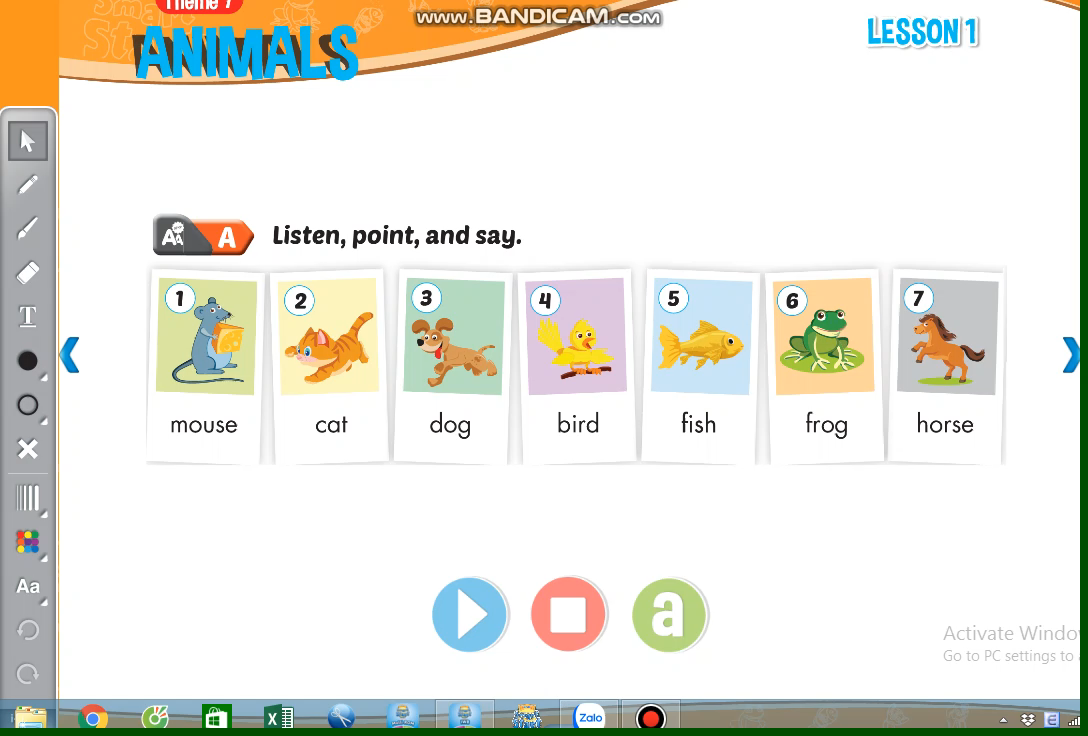 Theme 7
www.BANDICAM.com
ANIMALS
LESSON 1
A Listen, point, and say.
1 2 3 4 5 6 7
mouse cat dog bird fish frog horse
T
Aa
a
Activate Windo
Go to PC settings to
Zalo